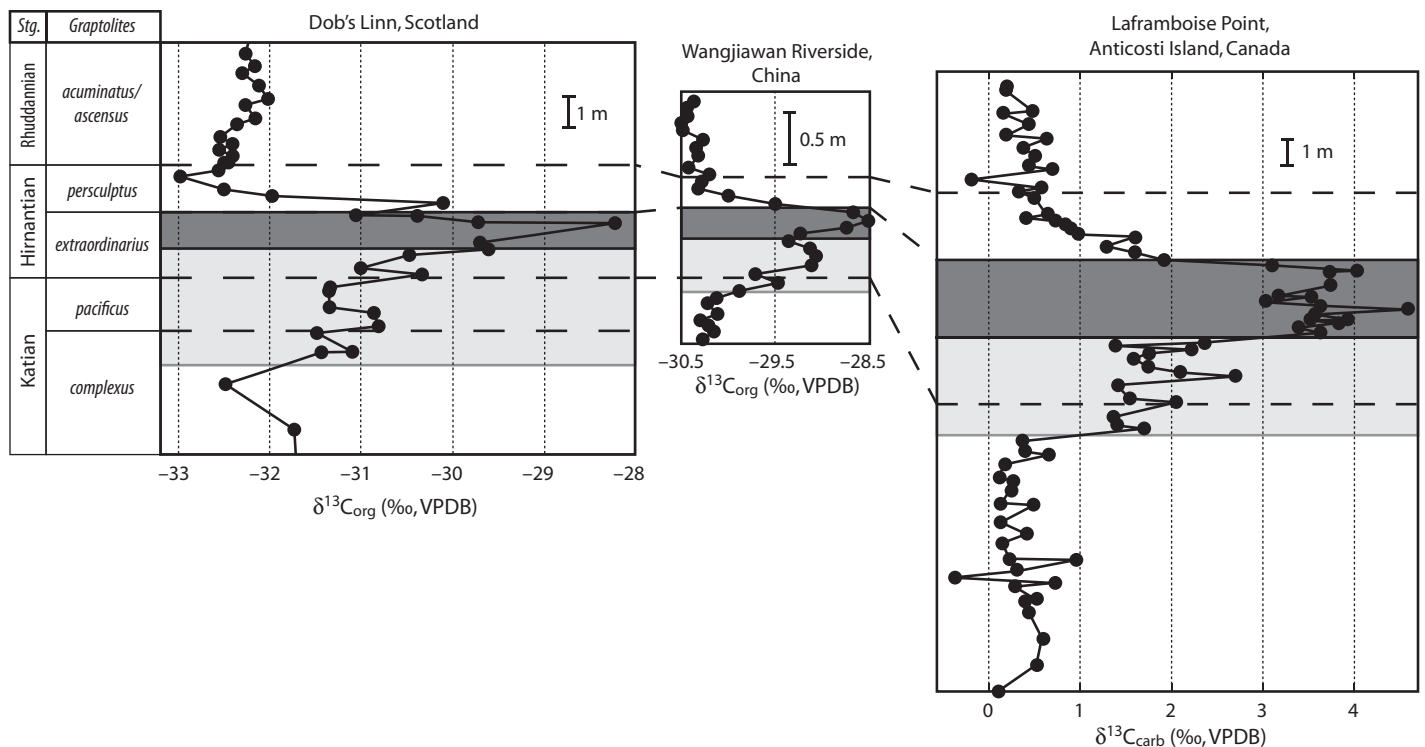 Stg.
Graptolites
Dob's Linn, Scotland
Rhuddannian
acuminatus/
ascensus
1 m
Hirnantian
persculptus
extraordinarius
Katian
pacificus
complexus
−33 −32 −31 −30 −29 −28
δ13Corg (‰, VPDB)
Wangjiawan Riverside,
China
0.5 m
−30.5 −29.5 −28.5
δ13Corg (‰, VPDB)
Laframboise Point,
Anticosti Island, Canada
1 m
0 1 2 3 4
δ13Ccarb (‰, VPDB)